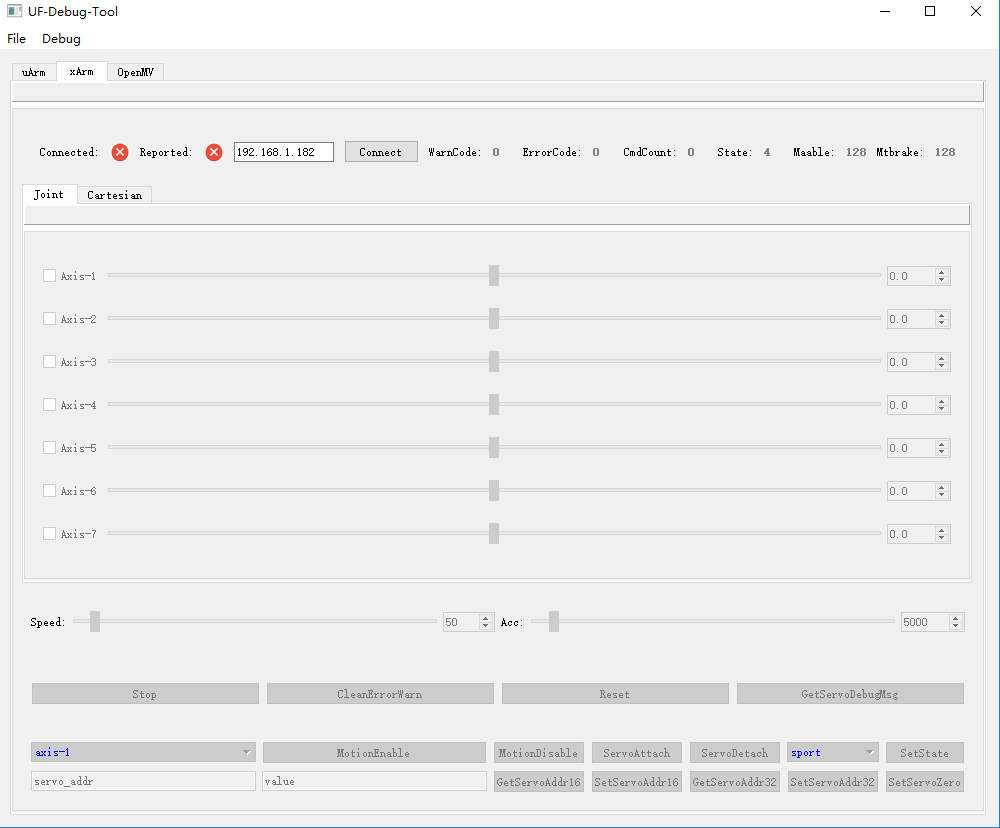 UF-Debug-Tool
File Debug
uArm xArm OpenMV
Connected: Reported: 192.168.1.182 Connect WarnCode: 0 ErrorCode: 0 CmdCount: 0 State: 4 Maable: 128 Mtbrake: 128
Joint Cartesian
Axis-1 0.0
Axis-2 0.0
Axis-3 0.0
Axis-4 0.0
Axis-5 0.0
Axis-6 0.0
Axis-7 0.0
Speed: 50 Acc: 5000
Stop CleanErrorWarn Reset GetServoDebugMsg
axis-1 MotionEnable MotionDisable ServoAttach ServoDetach sport SetState
servo_addr value GetServoAddr16 SetServoAddr16 GetServoAddr32 SetServoAddr32 SetServoZero